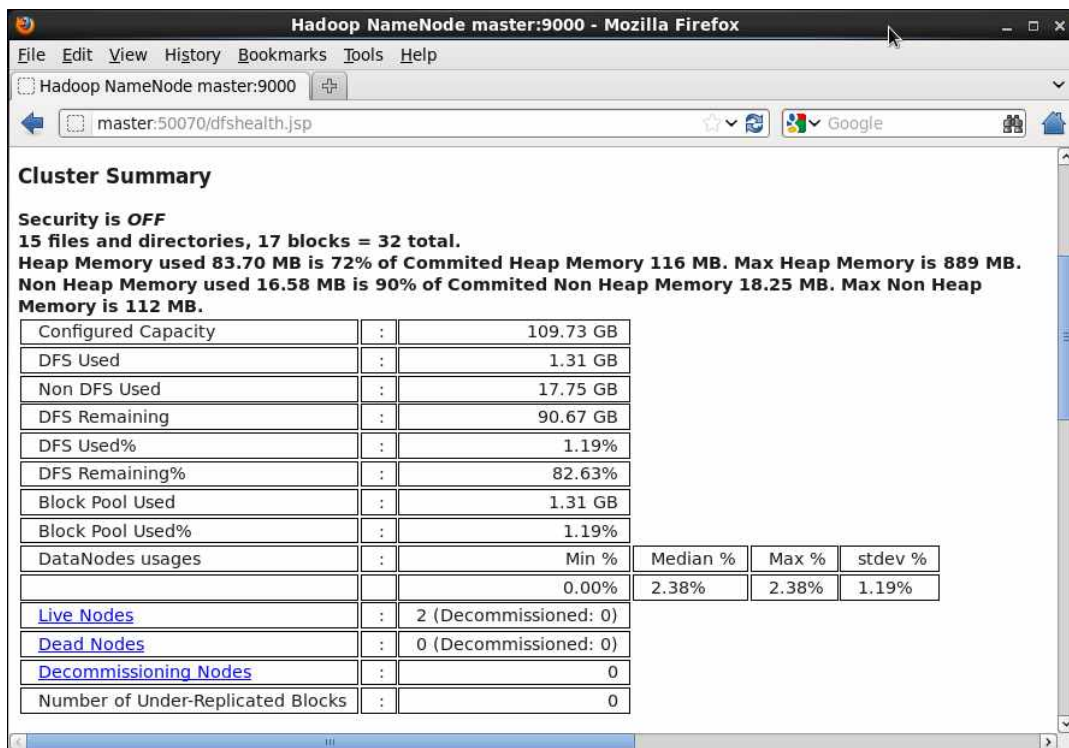 Hadoop NameNode master:9000 - Mozilla Firefox
File Edit View History Bookmarks Tools Help
Hadoop NameNode master:9000
master:50070/dfshealth.jsp Google
Cluster Summary
Security is OFF
15 files and directories, 17 blocks = 32 total.
Heap Memory used 83.70 MB is 72% of Commited Heap Memory 116 MB. Max Heap Memory is 889 MB.
Non Heap Memory used 16.58 MB is 90% of Commited Non Heap Memory 18.25 MB. Max Non Heap
Memory is 112 MB.
Configured Capacity : 109.73 GB
DFS Used : 1.31 GB
Non DFS Used : 17.75 GB
DFS Remaining : 90.67 GB
DFS Used% : 1.19%
DFS Remaining% : 82.63%
Block Pool Used : 1.31 GB
Block Pool Used% : 1.19%
DataNodes usages : Min % Median % Max % stdev %
0.00% 2.38% 2.38% 1.19%
Live Nodes : 2 (Decommissioned: 0)
Dead Nodes : 0 (Decommissioned: 0)
Decommissioning Nodes : 0
Number of Under-Replicated Blocks : 0